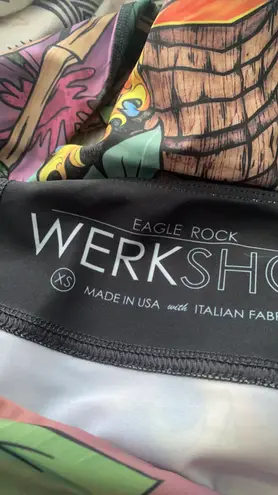 EAGLE ROCK
WERKSHO
XS
MADE IN USA with ITALIAN FABR